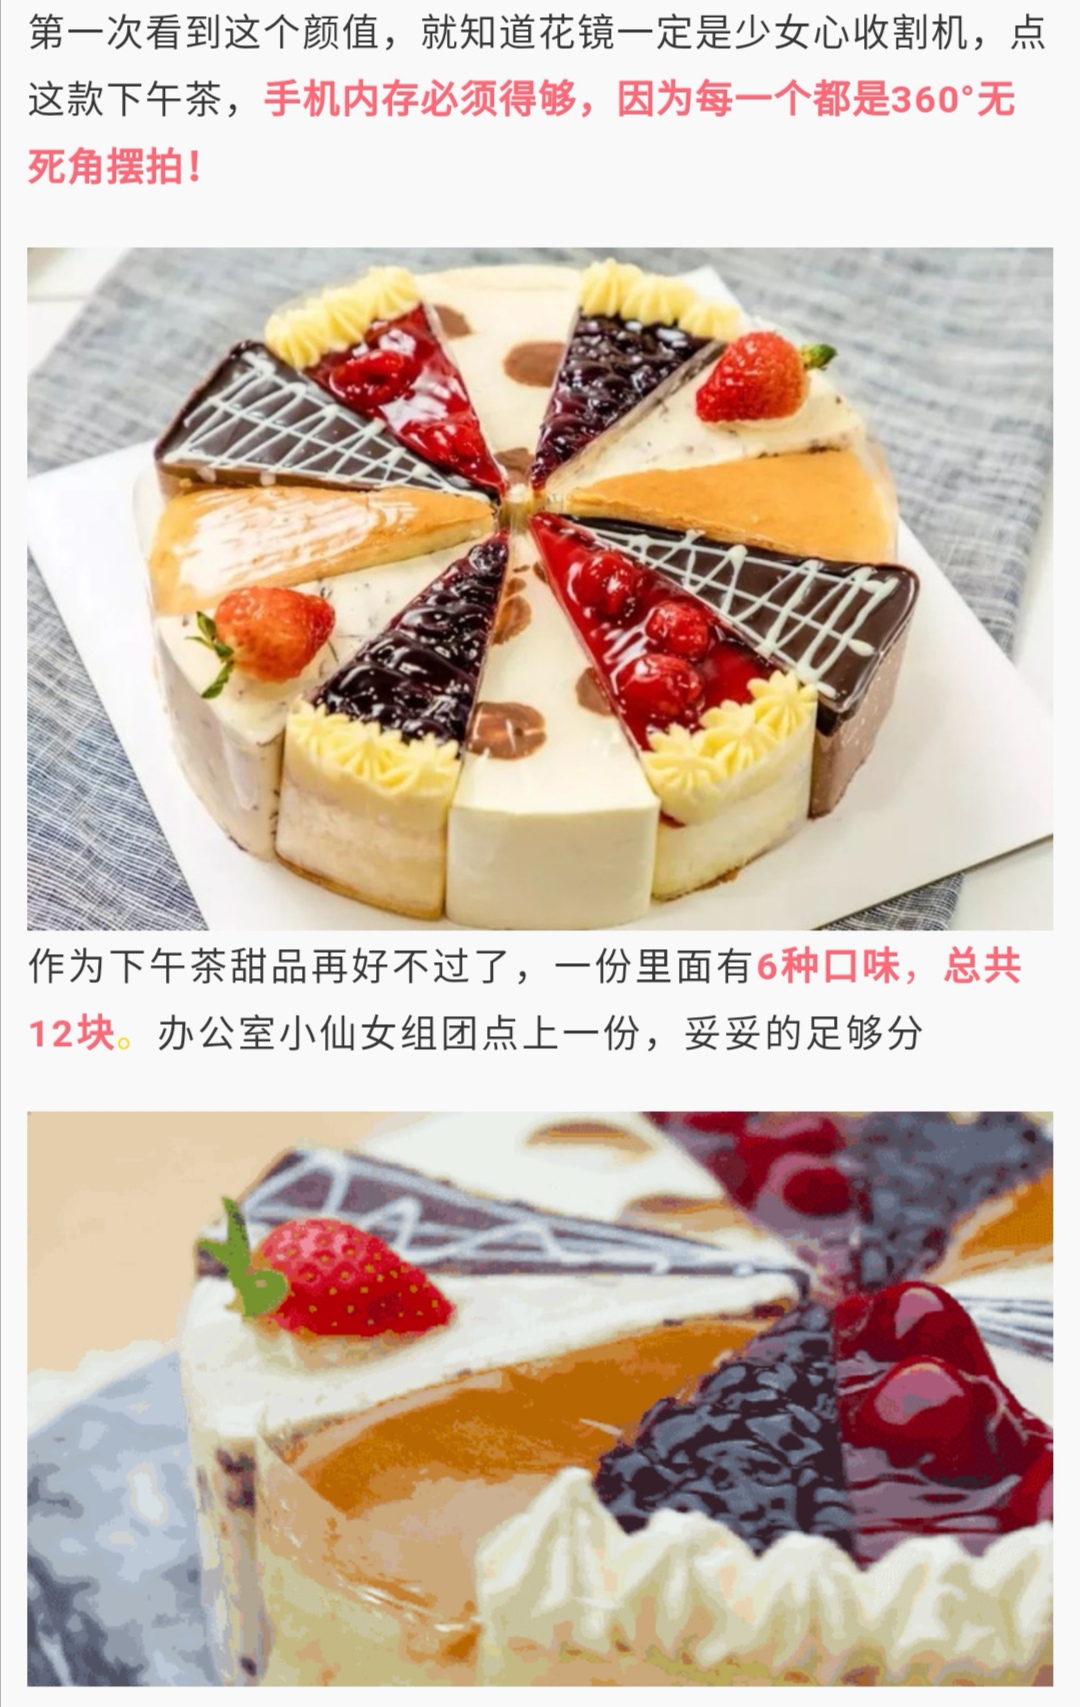 第一次看到这个颜值，就知道花镜一定是少女心收割机，点
这款下午茶，手机内存必须得够，因为每一个都是360°无
死角摆拍！
作为下午茶甜品再好不过了，一份里面有6种口味，总共
12块。办公室小仙女组团点上一份，妥妥的足够分